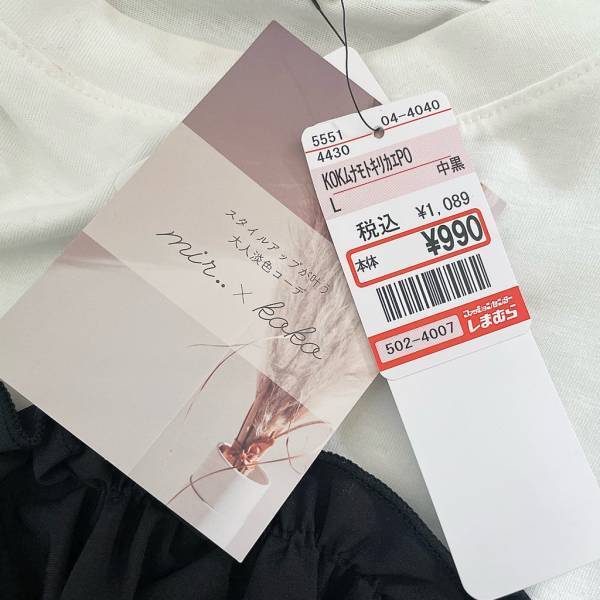 スタイルアップが叶う
大人淡色コーデ
mir.. × koko
5551 04-4040
4430
KOKムナモトキリカエPO
L 中黒
税込 ¥1,089
本体 ¥990
502-4007
ファッションセンター
しまむら